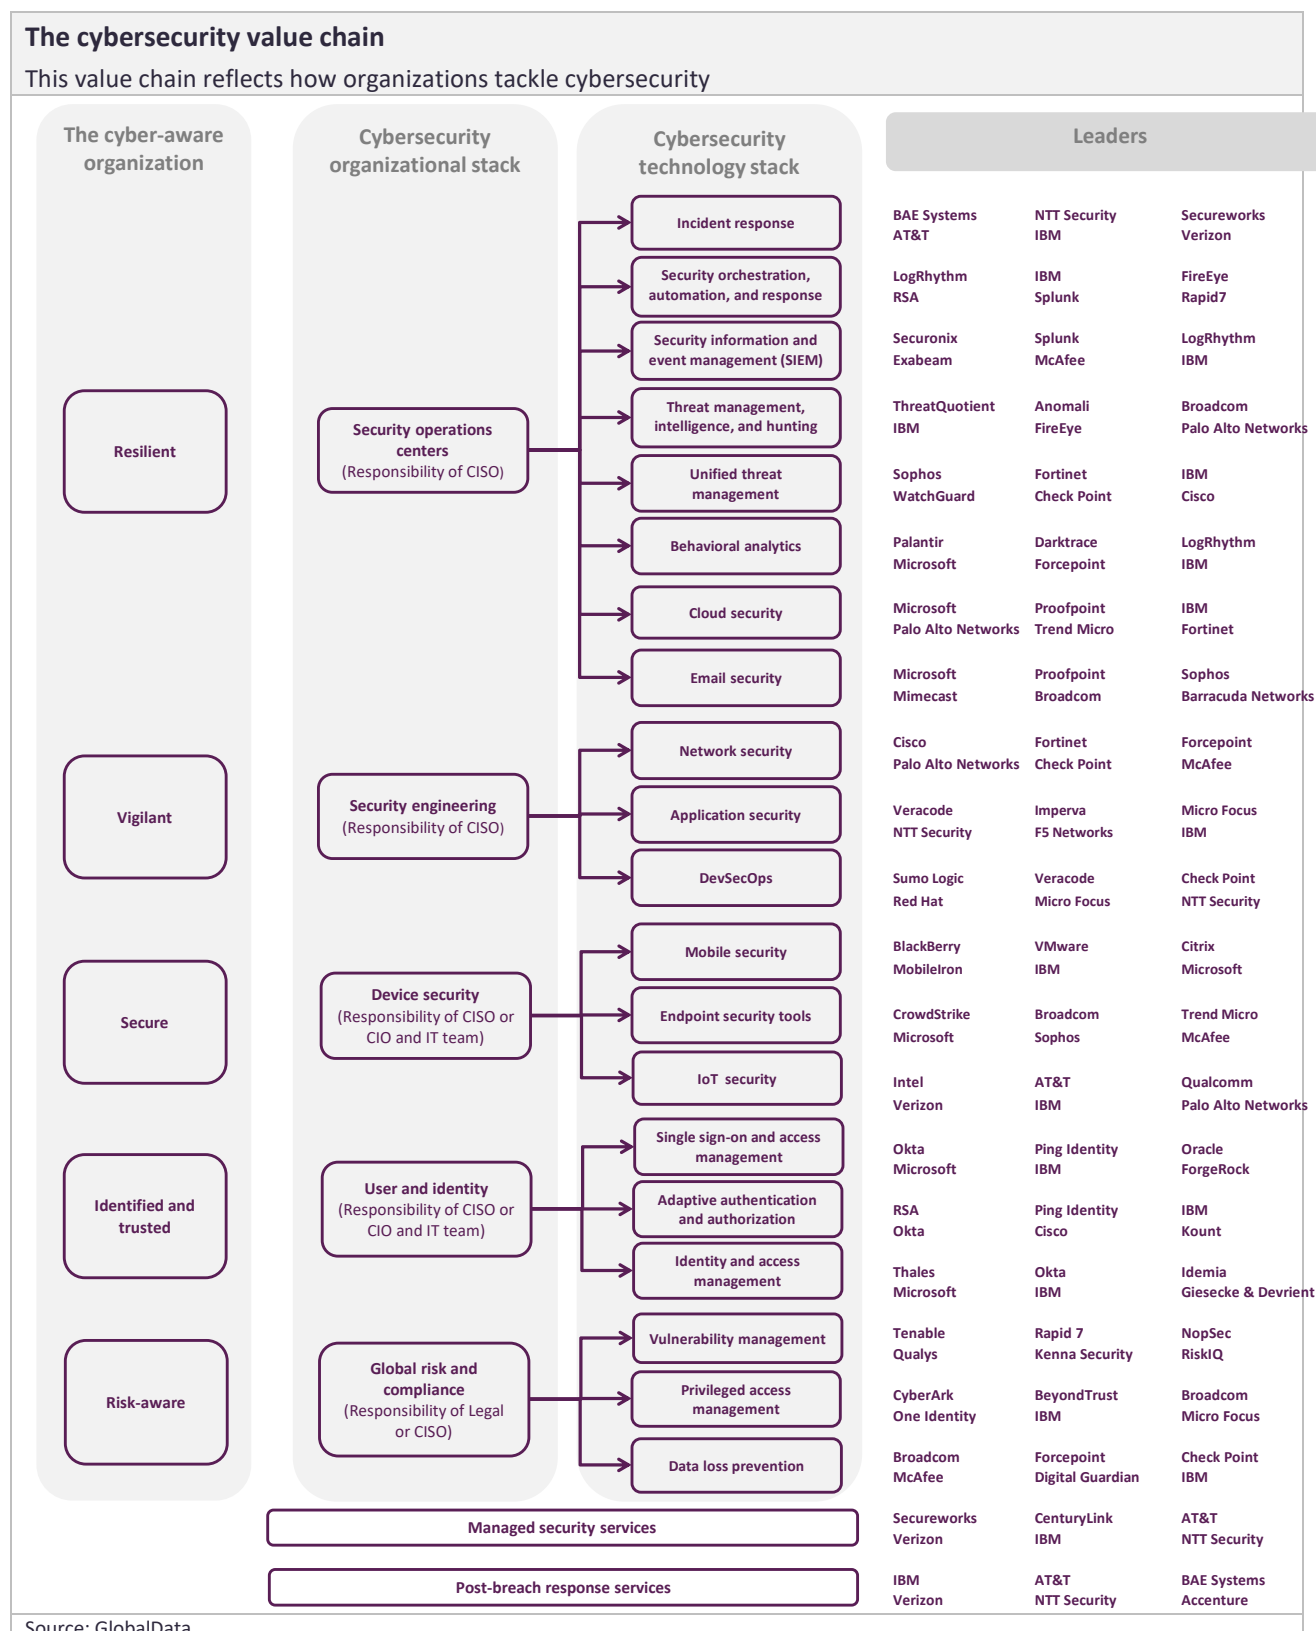 The cybersecurity value chain
This value chain reflects how organizations tackle cybersecurity
The cyber-aware
organization
Cybersecurity
organizational stack
Cybersecurity
technology stack
Leaders
Resilient
Security operations
centers
(Responsibility of CISO)
Incident response
BAE Systems NTT Security Secureworks
AT&T IBM Verizon
Security orchestration,
automation, and response
LogRhythm IBM FireEye
RSA Splunk Rapid7
Security information and
event management (SIEM)
Securonix Splunk LogRhythm
Exabeam McAfee IBM
Threat management,
intelligence, and hunting
ThreatQuotient Anomali Broadcom
IBM FireEye Palo Alto Networks
Unified threat
management
Sophos Fortinet IBM
WatchGuard Check Point Cisco
Behavioral analytics
Palantir Darktrace LogRhythm
Microsoft Forcepoint IBM
Cloud security
Microsoft Proofpoint IBM
Palo Alto Networks Trend Micro Fortinet
Email security
Microsoft Proofpoint Sophos
Mimecast Broadcom Barracuda Networks
Vigilant
Security engineering
(Responsibility of CISO)
Network security
Cisco Fortinet Forcepoint
Palo Alto Networks Check Point McAfee
Application security
Veracode Imperva Micro Focus
NTT Security F5 Networks IBM
DevSecOps
Sumo Logic Veracode Check Point
Red Hat Micro Focus NTT Security
Secure
Device security
(Responsibility of CISO or
CIO and IT team)
Mobile security
BlackBerry VMware Citrix
MobileIron IBM Microsoft
Endpoint security tools
CrowdStrike Broadcom Trend Micro
Microsoft Sophos McAfee
IoT security
Intel AT&T Qualcomm
Verizon IBM Palo Alto Networks
Identified and
trusted
User and identity
(Responsibility of CISO or
CIO and IT team)
Single sign-on and access
management
Okta Ping Identity Oracle
Microsoft IBM ForgeRock
Adaptive authentication
and authorization
RSA Ping Identity IBM
Okta Cisco Kount
Identity and access
management
Thales Okta Idemia
Microsoft IBM Giesecke & Devrient
Risk-aware
Global risk and
compliance
(Responsibility of Legal
or CISO)
Vulnerability management
Tenable Rapid 7 NopSec
Qualys Kenna Security RiskIQ
Privileged access
management
CyberArk BeyondTrust Broadcom
One Identity IBM Micro Focus
Data loss prevention
Broadcom Forcepoint Check Point
McAfee Digital Guardian IBM
Managed security services
Secureworks CenturyLink AT&T
Verizon IBM NTT Security
Post-breach response services
IBM AT&T BAE Systems
Verizon NTT Security Accenture
Source: GlobalData